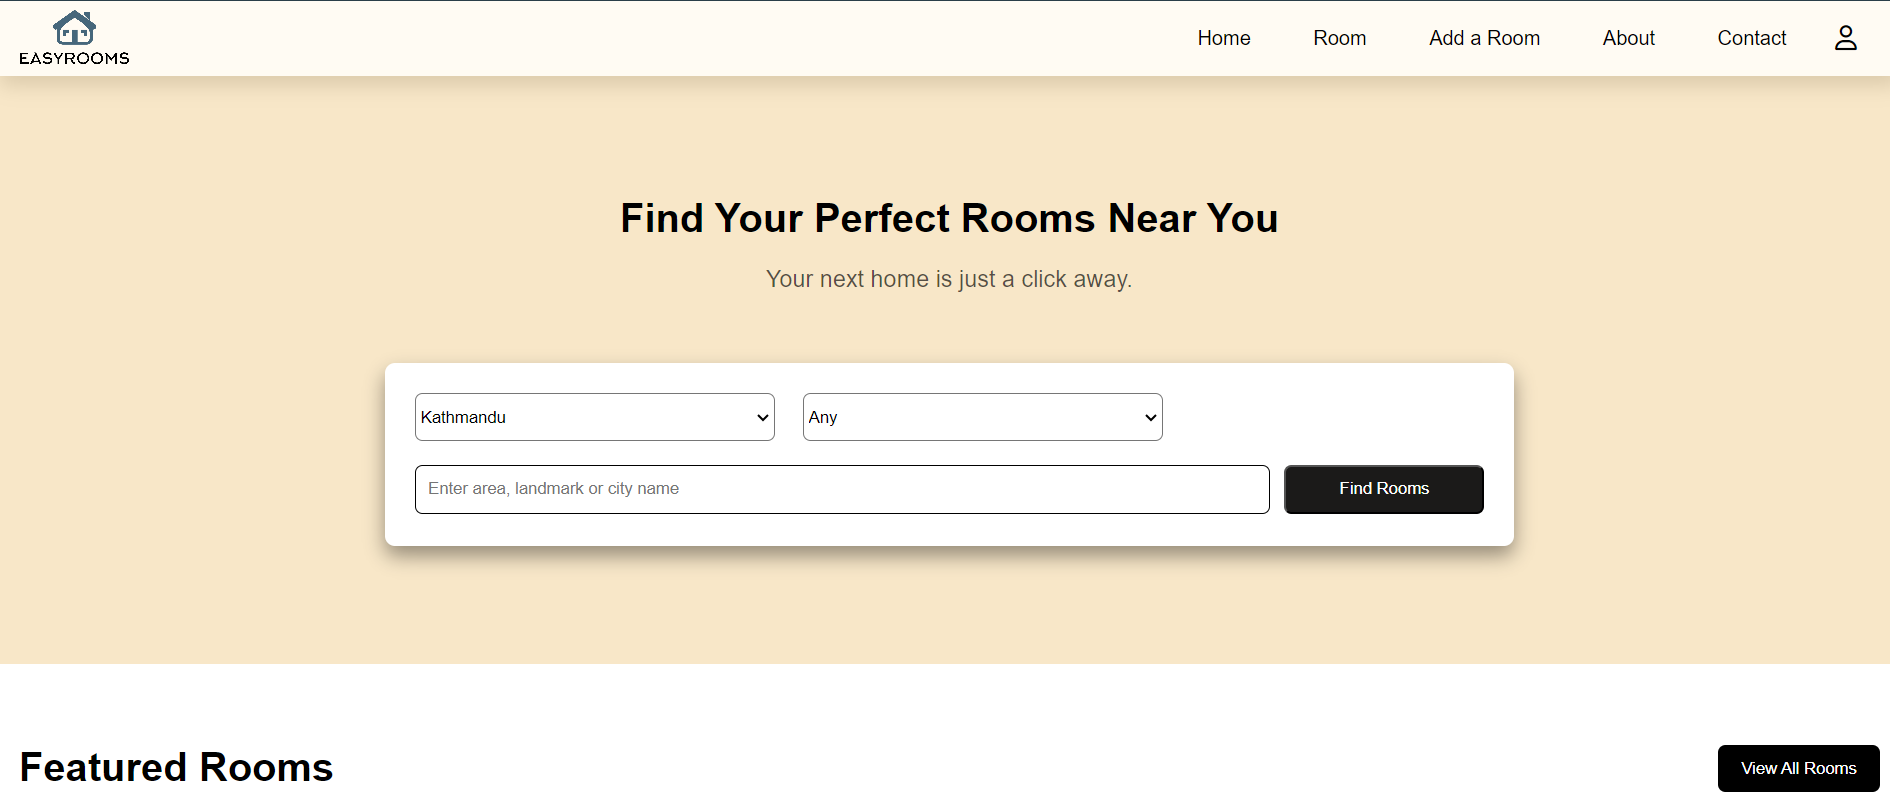 EASYROOMS
Home Room Add a Room About Contact
Find Your Perfect Rooms Near You
Your next home is just a click away.
Kathmandu Any
Enter area, landmark or city name Find Rooms
Featured Rooms View All Rooms